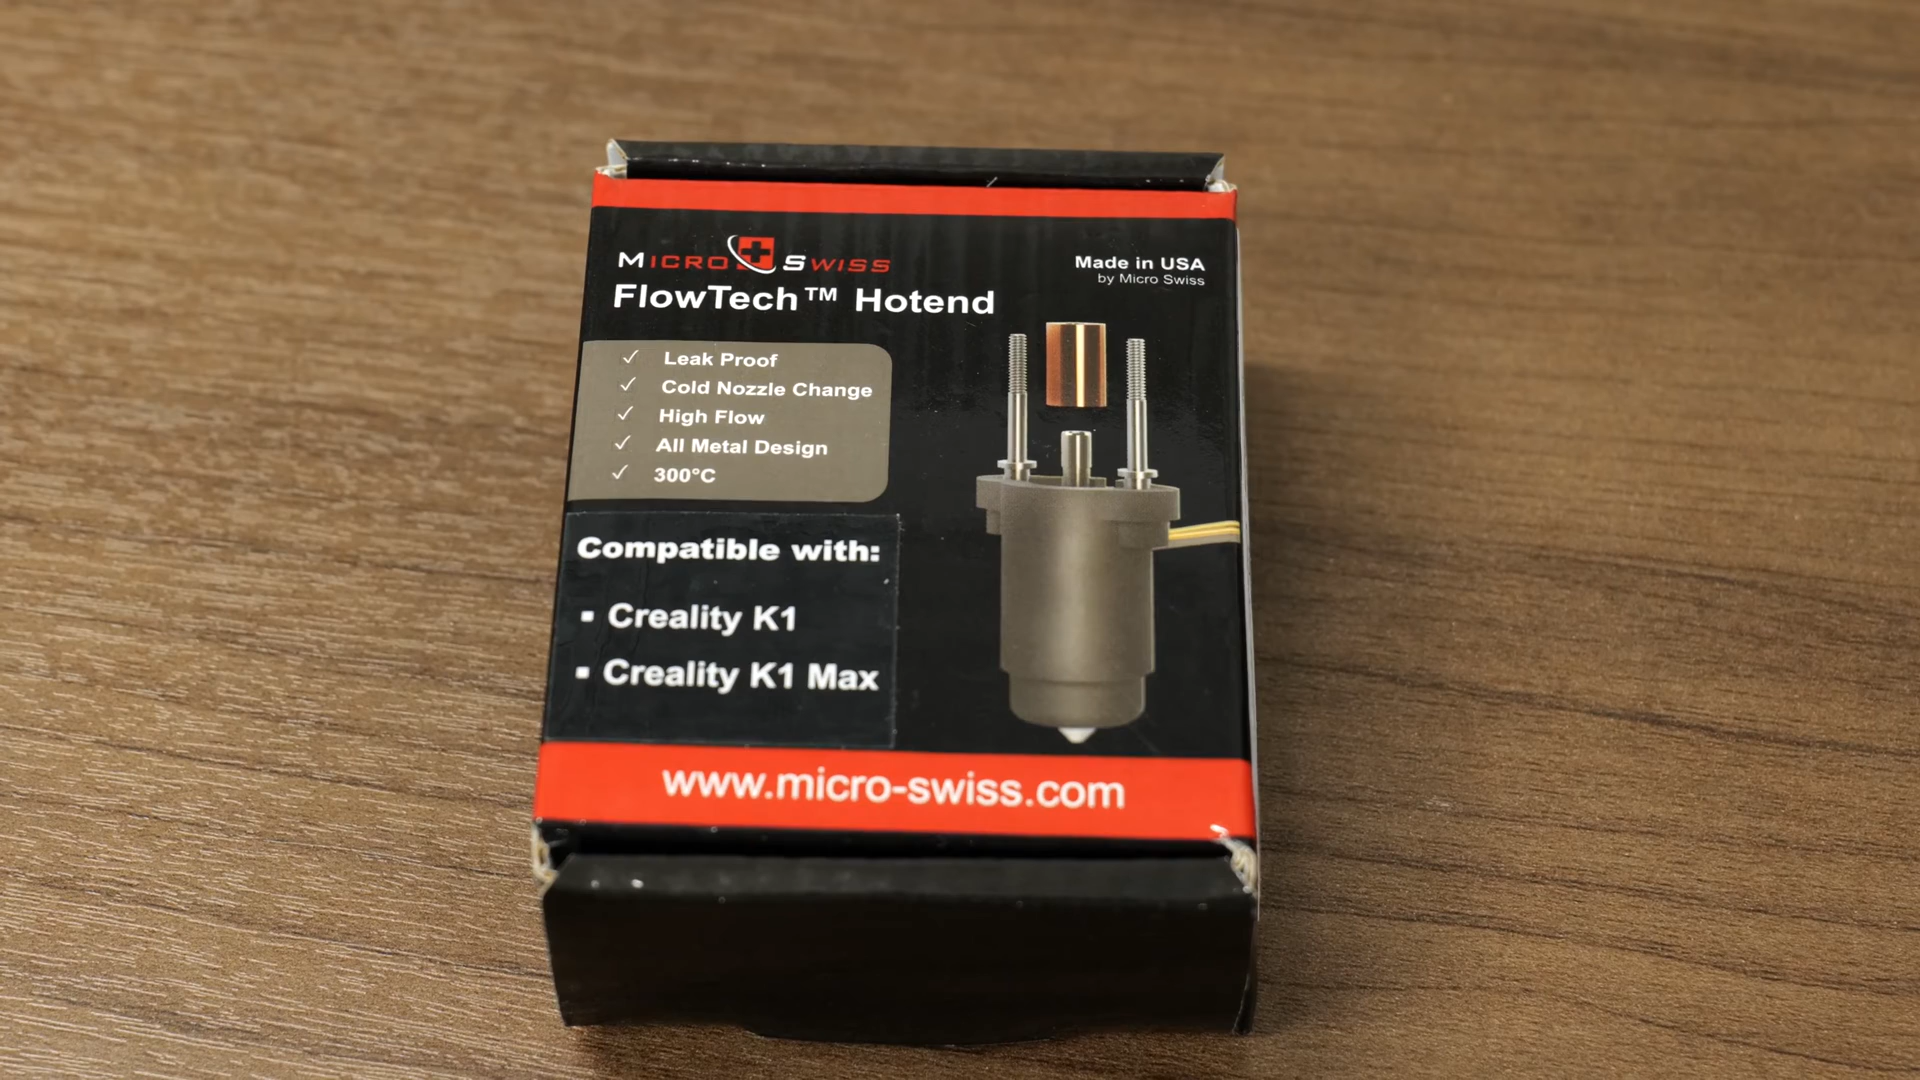 MICRO SWISS
Made in USA
by Micro Swiss
FlowTech™ Hotend
✓ Leak Proof
✓ Cold Nozzle Change
✓ High Flow
✓ All Metal Design
✓ 300°C
Compatible with:
▪ Creality K1
▪ Creality K1 Max
www.micro-swiss.com